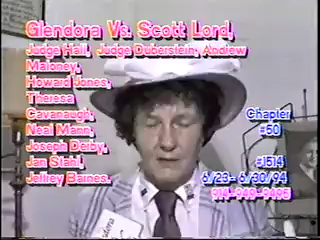 Glendora Vs. Scott Lord,
Judge Hall, Judge Duberstein, Andrew
Maloney,
Howard Jones,
Theresa
Cavanaugh,
Neal Mann,
Joseph Derby,
Jan Stahl,
Jeffrey Barnes.
Chapter
#50
#1514
6/23- 6/30/94
914-949-9495